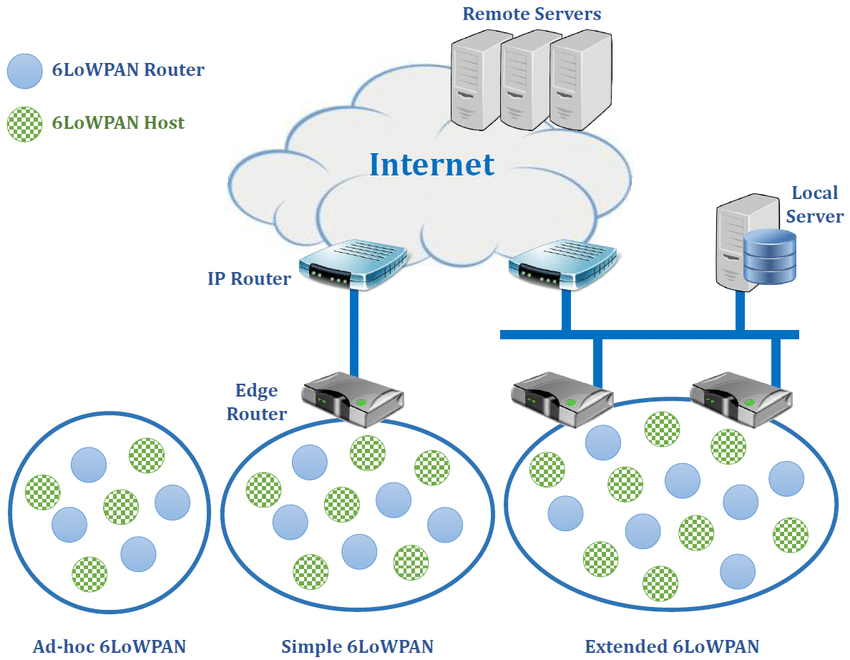 Remote Servers
6LoWPAN Router
6LoWPAN Host
Internet
Local
Server
IP Router
Edge
Router
Ad-hoc 6LoWPAN
Simple 6LoWPAN
Extended 6LoWPAN